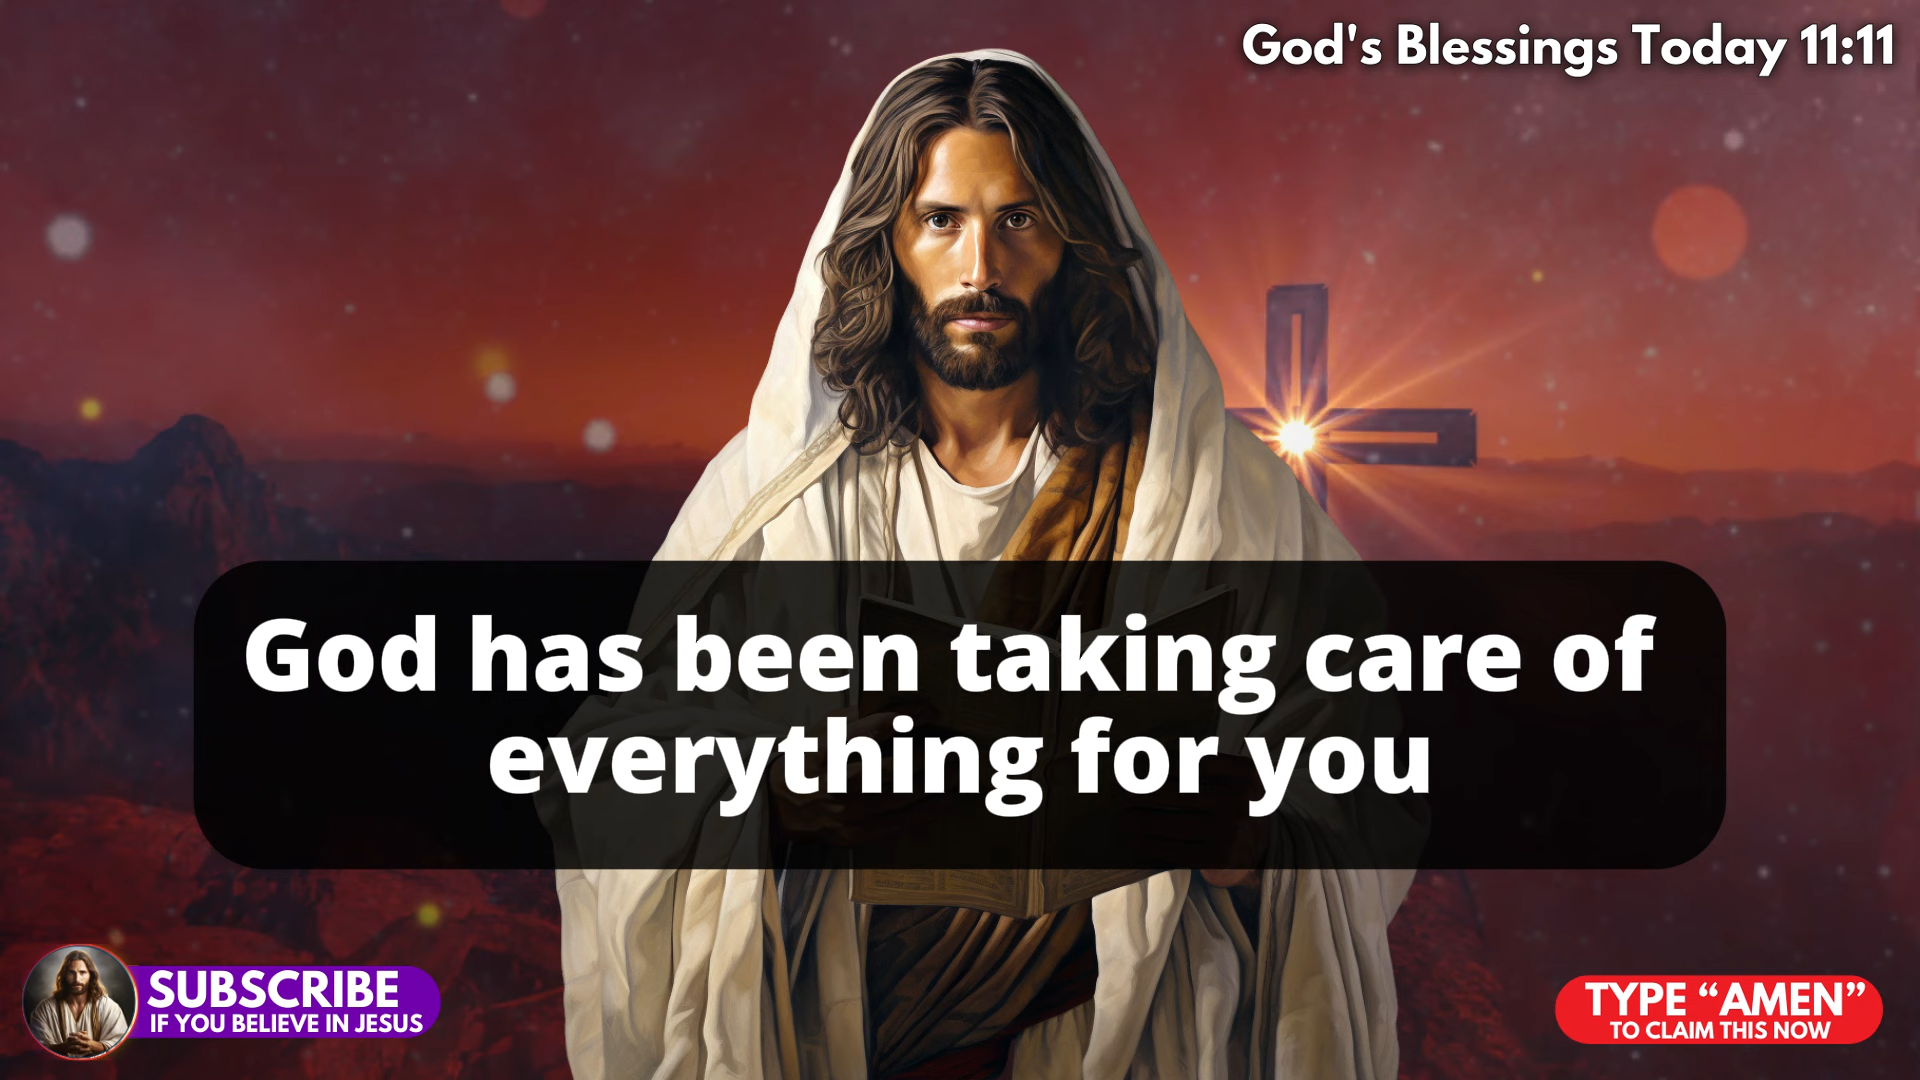 God's Blessings Today 11:11
God has been taking care of
everything for you
SUBSCRIBE
IF YOU BELIEVE IN JESUS
TYPE “AMEN”
TO CLAIM THIS NOW